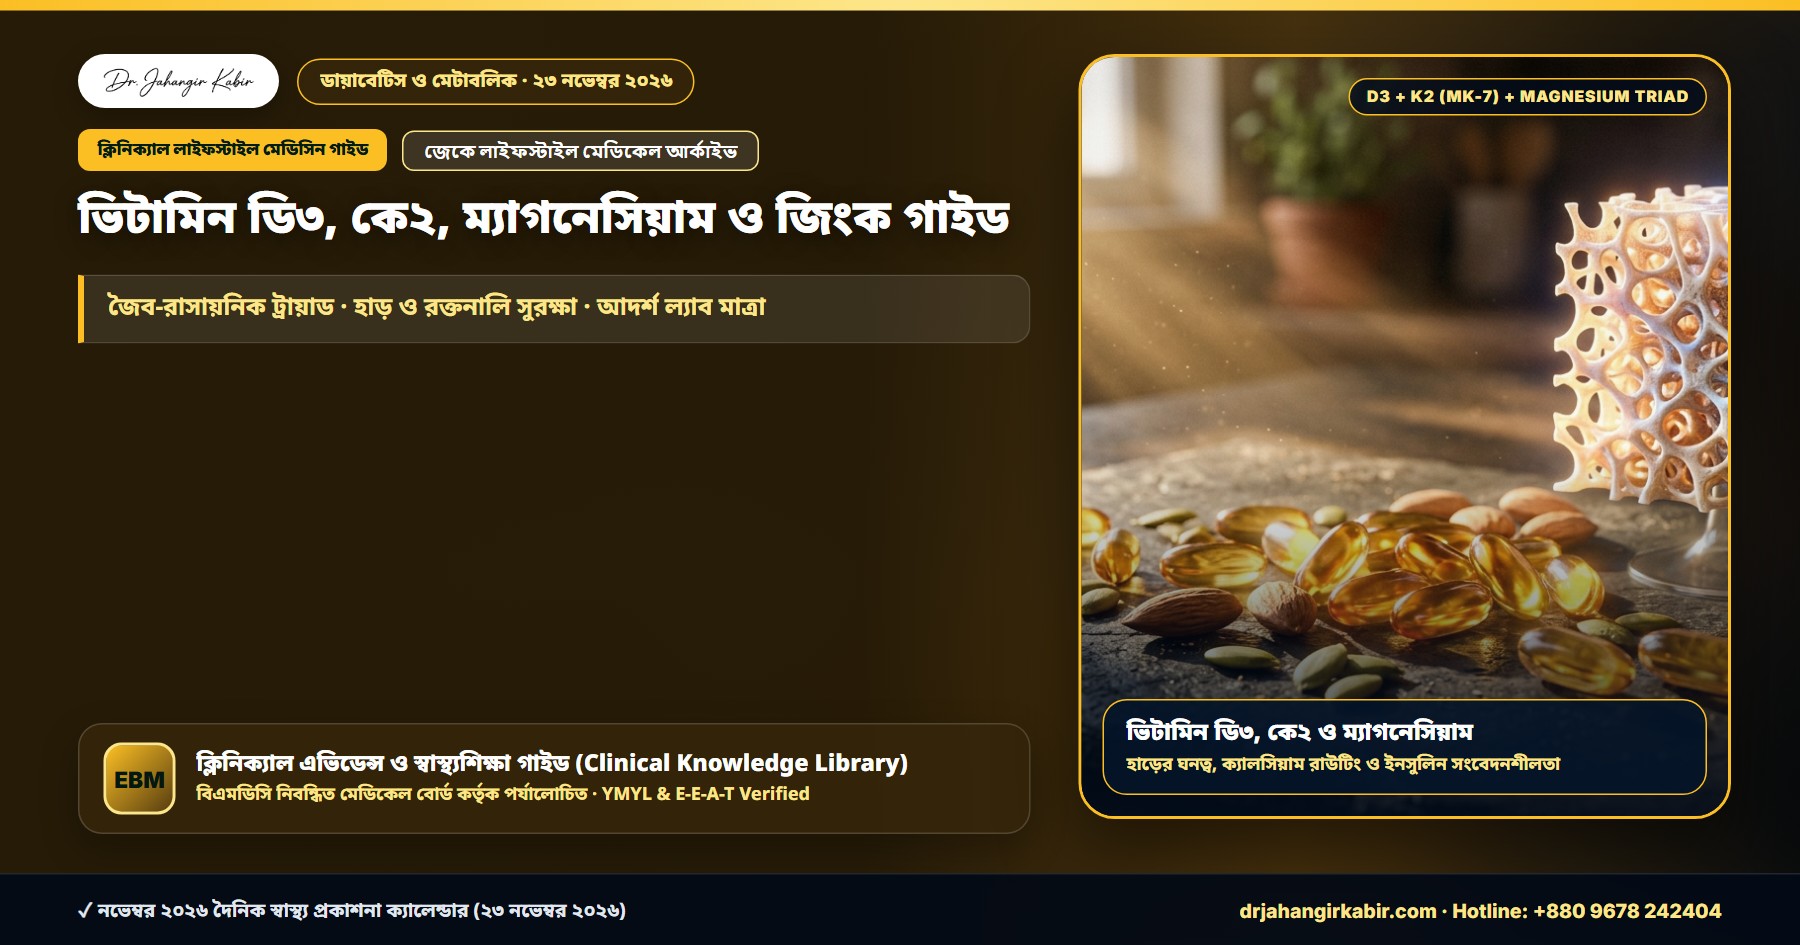 Dr. Jahangir Kabir
ডায়াবেটিস ও মেটাবলিক · ২৩ নভেম্বর ২০২৬
ক্লিনিক্যাল লাইফস্টাইল মেডিসিন গাইড
জেকে লাইফস্টাইল মেডিকেল আর্কাইভ
ভিটামিন ডি৩, কে২, ম্যাগনেসিয়াম ও জিংক গাইড
জৈব-রাসায়নিক ট্রায়াড · হাড় ও রক্তনালি সুরক্ষা · আদর্শ ল্যাব মাত্রা
EBM
ক্লিনিক্যাল এভিডেন্স ও স্বাস্থ্যশিক্ষা গাইড (Clinical Knowledge Library)
বিএমডিসি নিবন্ধিত মেডিকেল বোর্ড কর্তৃক পর্যালোচিত · YMYL & E-E-A-T Verified
D3 + K2 (MK-7) + MAGNESIUM TRIAD
ভিটামিন ডি৩, কে২ ও ম্যাগনেসিয়াম
হাড়ের ঘনত্ব, ক্যালসিয়াম রাউটিং ও ইনসুলিন সংবেদনশীলতা
✓ নভেম্বর ২০২৬ দৈনিক স্বাস্থ্য প্রকাশনা ক্যালেন্ডার (২৩ নভেম্বর ২০২৬)
drjahangirkabir.com · Hotline: +880 9678 242404